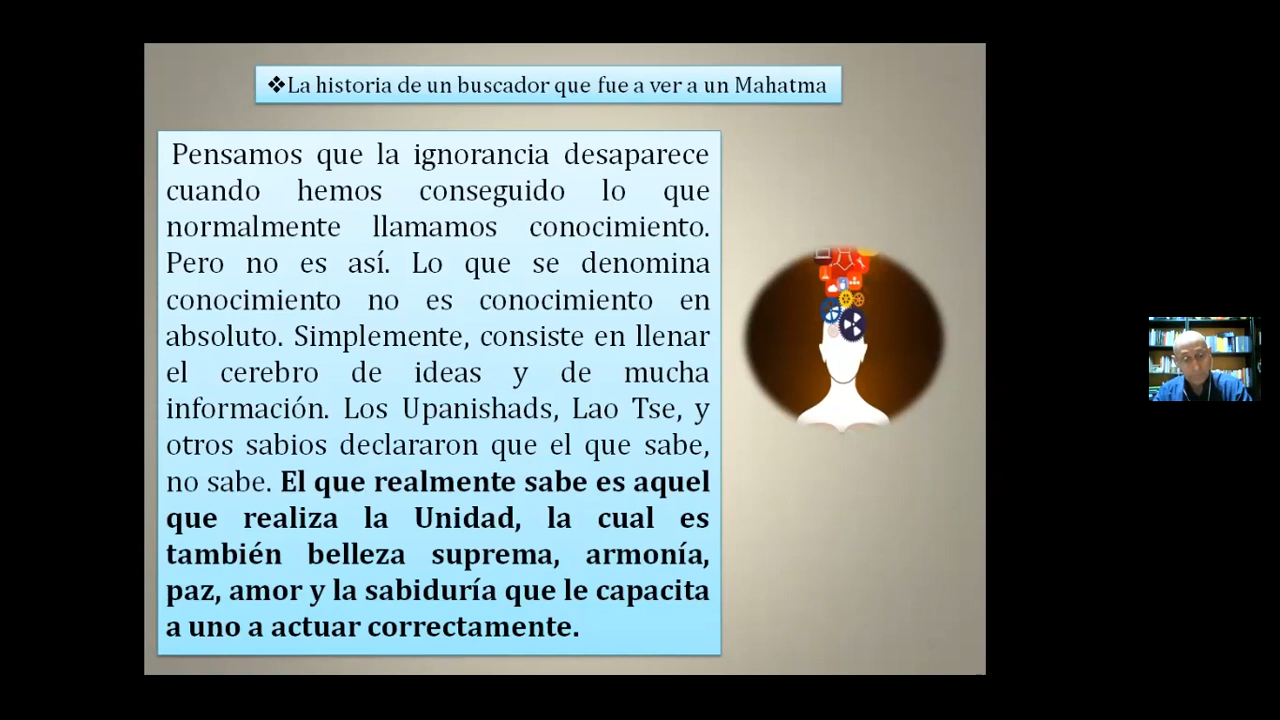 ❖La historia de un buscador que fue a ver a un Mahatma
Pensamos que la ignorancia desaparece
cuando hemos conseguido lo que
normalmente llamamos conocimiento.
Pero no es así. Lo que se denomina
conocimiento no es conocimiento en
absoluto. Simplemente, consiste en llenar
el cerebro de ideas y de mucha
información. Los Upanishads, Lao Tse, y
otros sabios declararon que el que sabe,
no sabe. El que realmente sabe es aquel
que realiza la Unidad, la cual es
también belleza suprema, armonía,
paz, amor y la sabiduría que le capacita
a uno a actuar correctamente.